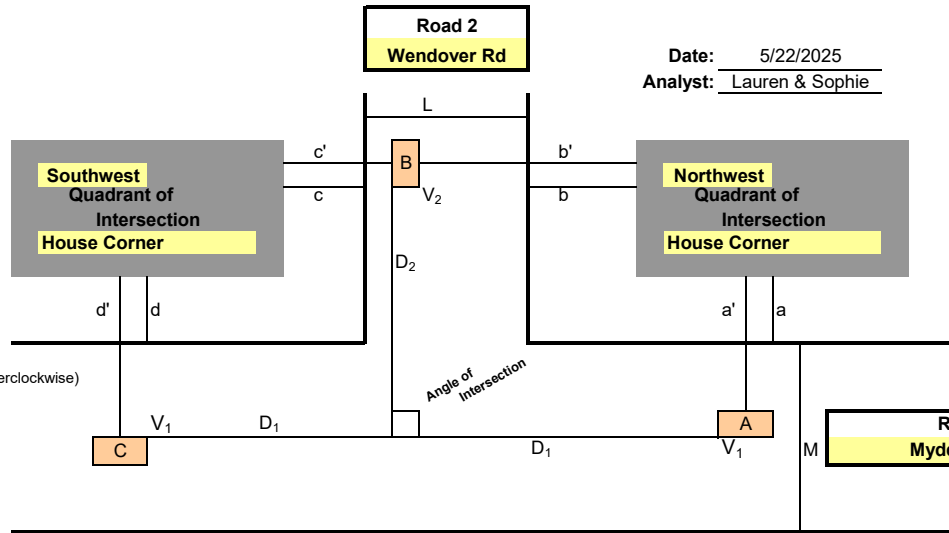 Road 2
Wendover Rd
Date: 5/22/2025
Analyst: Lauren & Sophie
L
c'
B
b'
Southwest
Quadrant of
Intersection
House Corner
c
V₂
b
Northwest
Quadrant of
Intersection
House Corner
D₂
d'
d
a'
a
erclockwise)
Angle of
Intersection
V₁
D₁
A
C
D₁
V₁
M
R
Myd